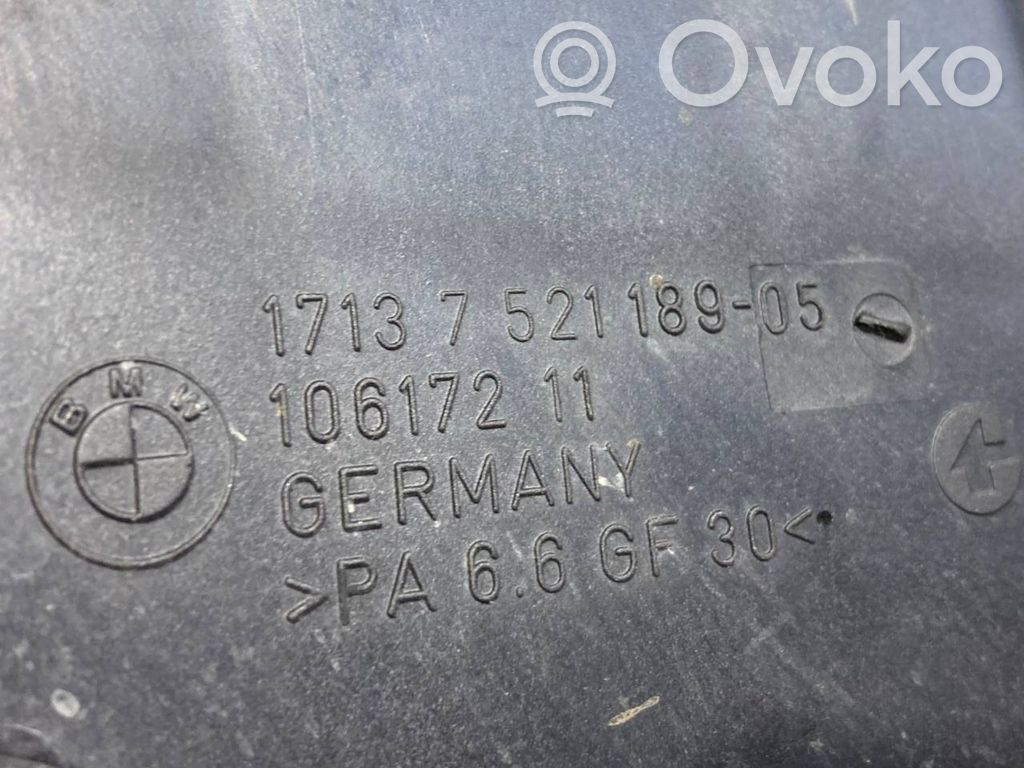 Ovoko
1713 7 521 189-05
BMW
106172 11
GERMANY
>PA 6.6 GF 30<